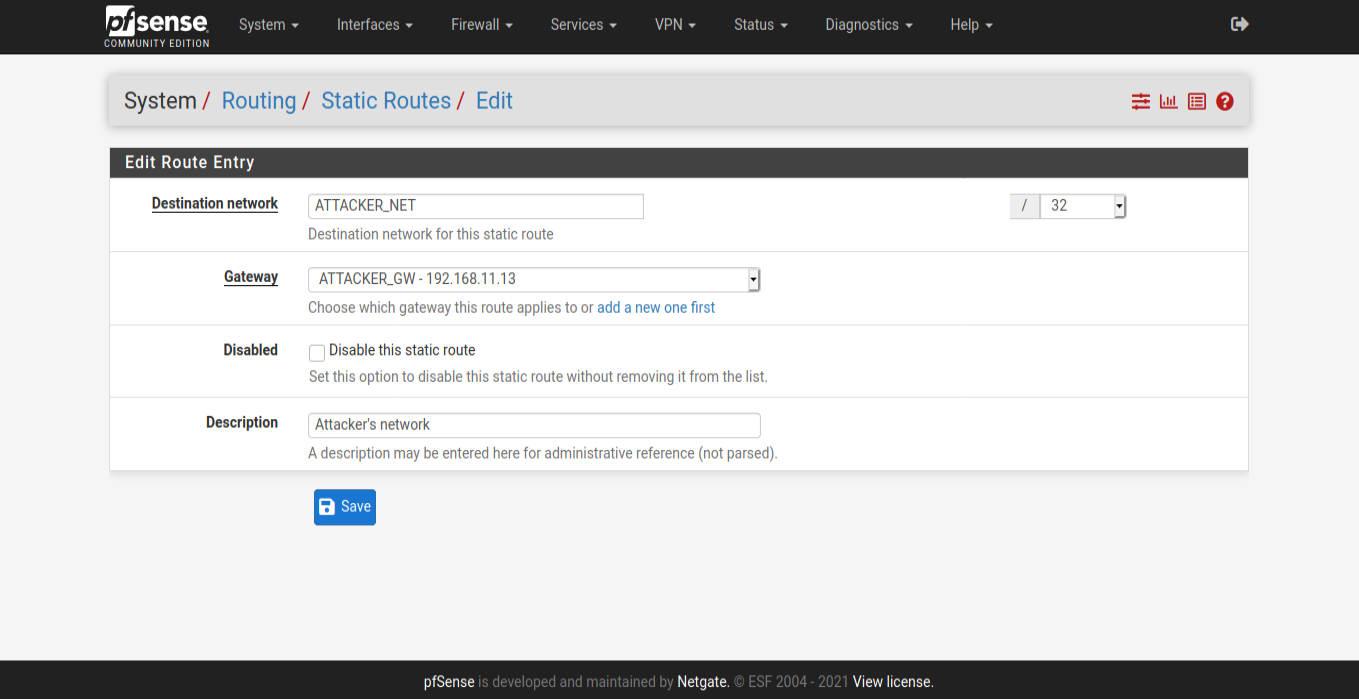 pfsense
COMMUNITY EDITION
System Interfaces Firewall Services VPN Status Diagnostics Help
System / Routing / Static Routes / Edit
Edit Route Entry
Destination network ATTACKER_NET / 32
Destination network for this static route
Gateway ATTACKER_GW - 192.168.11.13
Choose which gateway this route applies to or add a new one first
Disabled Disable this static route
Set this option to disable this static route without removing it from the list.
Description Attacker's network
A description may be entered here for administrative reference (not parsed).
Save
pfSense is developed and maintained by Netgate. © ESF 2004 - 2021 View license.